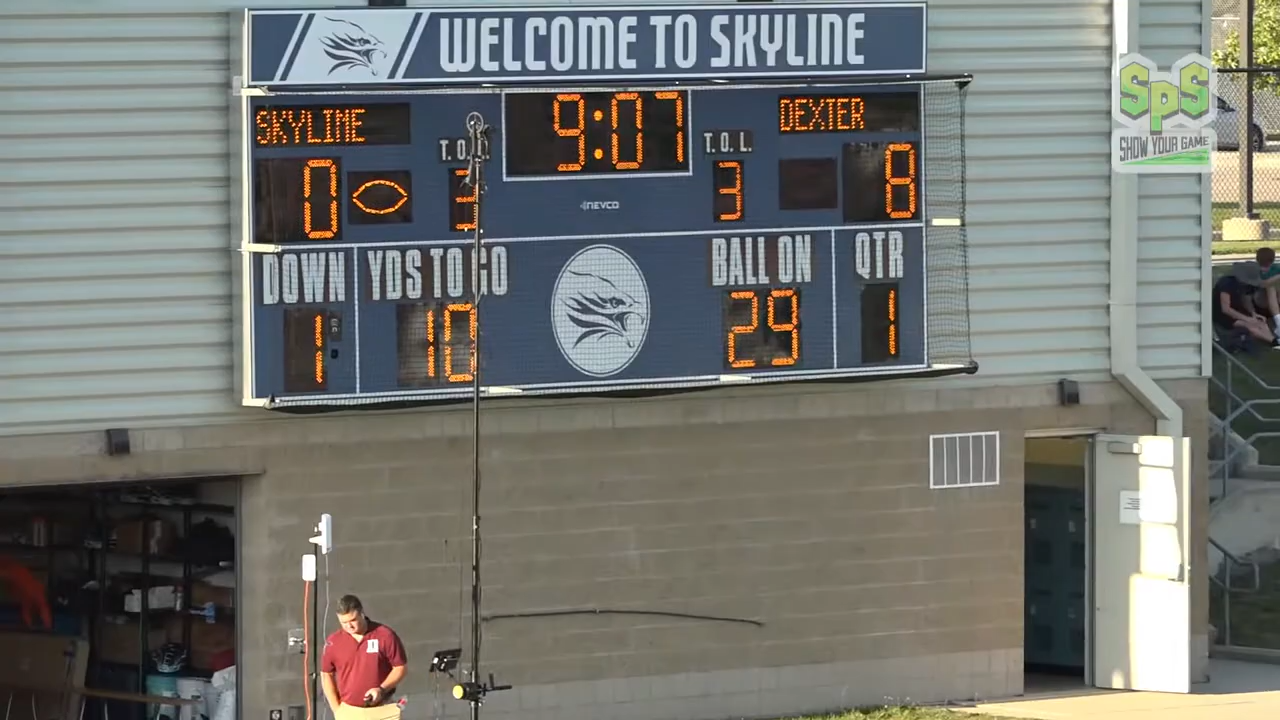 WELCOME TO SKYLINE
SKYLINE
9:07
DEXTER
T.O.L.
T.O.L.
0
3
3
8
NEVCO
DOWN
YDS TO GO
BALL ON
QTR
1
10
29
1
SPS
SHOW YOUR GAME